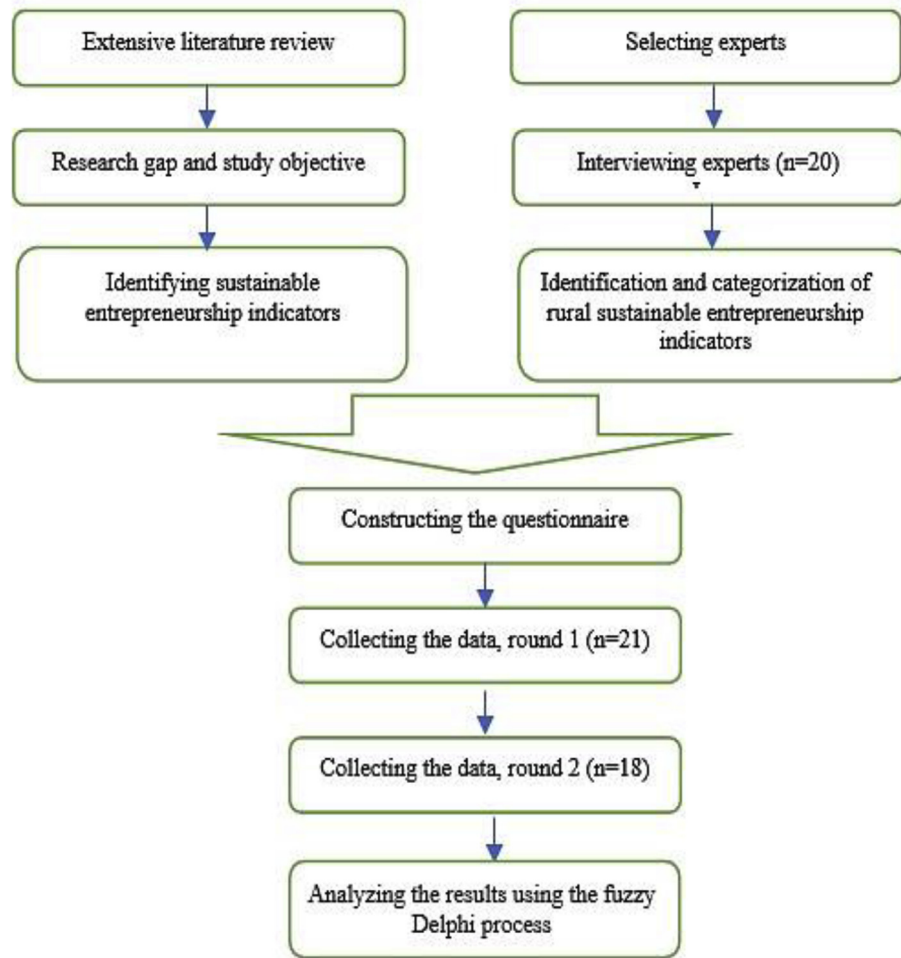 Extensive literature review
Research gap and study objective
Identifying sustainable
entrepreneurship indicators
Selecting experts
Interviewing experts (n=20)
Identification and categorization of
rural sustainable entrepreneurship
indicators
Constructing the questionnaire
Collecting the data, round 1 (n=21)
Collecting the data, round 2 (n=18)
Analyzing the results using the fuzzy
Delphi process